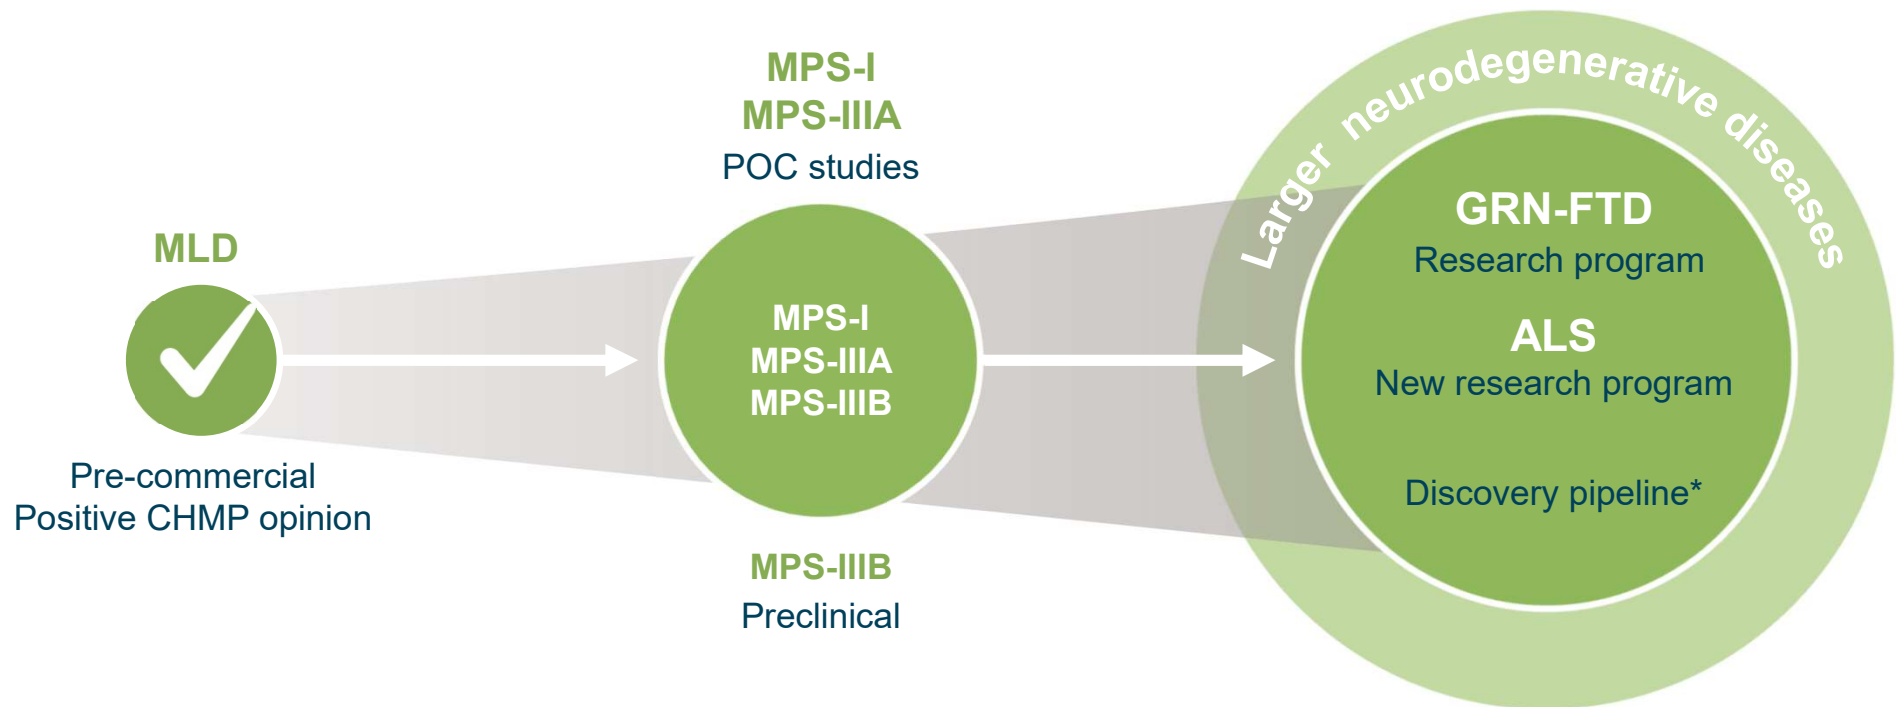 MLD
Pre-commercial
Positive CHMP opinion
MPS-I
MPS-IIIA
POC studies
MPS-I
MPS-IIIA
MPS-IIIB
MPS-IIIB
Preclinical
Larger neurodegenerative diseases
GRN-FTD
Research program
ALS
New research program
Discovery pipeline*